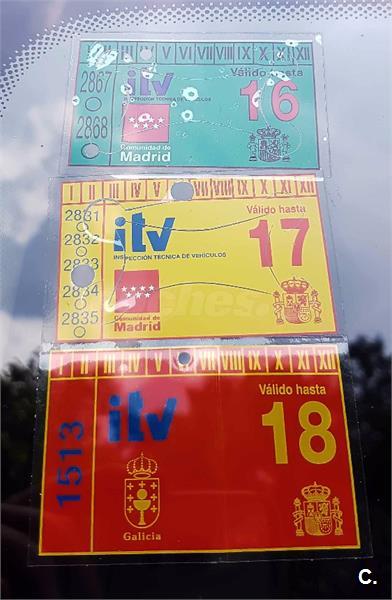 I II III IV V VI VII VIII IX X XI XII
2867
2868
itv
INSPECCIÓN TÉCNICA DE VEHÍCULOS
Válido hasta
16
Comunidad de
Madrid
I II III IV V VII VIII IX X XI XII
2831
2832
2833
2834
2835
itv
INSPECCIÓN TÉCNICA DE VEHÍCULOS
Válido hasta
17
Comunidad de
Madrid
I II III IV V VII VIII IX X XI XII
1513
itv
Válido hasta
18
Galicia
C.